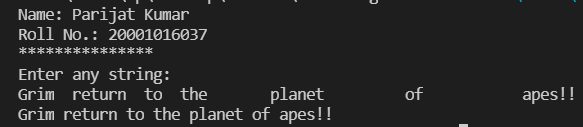 Name: Parijat Kumar
Roll No.: 20001016037
***************
Enter any string:
Grim  return  to  the       planet         of           apes!!
Grim return to the planet of apes!!